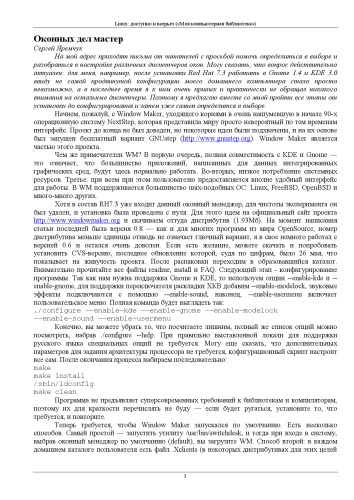 Linux: доступно и всерьез («Моя компьютерная библиотечка»)
Оконных дел мастер
Сергей Яремчук
На мой адрес приходят письма от читателей с просьбой помочь определиться в выборе и
разобраться в настройке различных диспетчеров окон. Могу сказать, что вопрос действительно
актуален: для меня, например, после установки Red Hat 7.3 работать в Gnome 1.4 и KDE 3.0
ввиду не самой продвинутой конфигурации моего домашнего компьютера стало просто
невозможно, а в последнее время я к ним очень привык и практически не обращал никакого
внимания на остальные диспетчеры. Поэтому я предлагаю вместе со мной пройти все этапы от
установки до конфигурирования и затем уже самим определится в выборе.
Начнем, пожалуй, с Window Maker, уходящего корнями в очень нашумевшую в начале 90-х
операционную систему NextStep, которая представила миру просто невероятный по тем временам
интерфейс. Проект до конца не был доведен, но некоторые идеи были подхвачены, и на их основе
был запущен бесплатный вариант GNUstep (http://www.gnustep.org). Window Maker является
частью этого проекта.
Чем же примечателен WM? В первую очередь, полная совместимость с KDE и Gnome —
это означает, что большинство приложений, написанных для данных интегрированных
графических сред, будут здесь нормально работать. Во-вторых, низкое потребление системных
ресурсов. Третье: при всем при этом пользователю предоставляется вполне удобный интерфейс
для работы. В WM поддерживается большинство unix-подобных ОС: Linux, FreeBSD, OpenBSD и
много-много других.
Хотя в состав RH7.3 уже входит данный оконный менеджер, для чистоты эксперимента он
был удален, и установка была проведена с нуля. Для этого идем на официальный сайт проекта
http://www.windowmaker.org и скачиваем оттуда дистрибутив (1.93Мб). На момент написания
статьи последней была версия 0.8 — как и для многих программ из мира OpenSource, номер
дистрибутива меньше единицы отнюдь не означает глючный вариант, а я свое немного работал с
версией 0.6 и остался очень доволен. Если есть желание, можете скачать и попробовать
установить CVS-версию, последнее обновление которой, судя по цифрам, было 26 мая, что
показывает на живучесть проекта. После распаковки переходим в образовавшийся каталог.
Внимательно прочитайте все файлы readme, install и FAQ. Следующий этап - конфигурирование
программы. Так как нам нужна поддержка Gnome и KDE, то используем опции --enable-kde и --
enable-gnome, для поддержки переключателя раскладки XKB добавим --enable-modelock, звуковые
эффекты подключаются с помощью --enable-sound, наконец, --enable-usermenu включает
пользовательское меню. Полная команда будет выглядеть так:
./configure --enable-kde --enable-gnome --enable-modelock
--enable-sound --enable-usermenu
Конечно, вы можете убрать то, что посчитаете лишним, полный же список опций можно
посмотреть, набрав ./configure --help. При правильно выставленной локали для поддержки
русского языка специальных опций не требуется. Могу еще сказать, что дополнительных
параметров для задания архитектуры процессора не требуется, конфигурационный скрипт настроит
все сам. После окончания процесса набираем последовательно:
make
make install
/sbin/ldconfig
make clean
Программа не предъявляет суперсовременных требований к библиотекам и компиляторам,
поэтому их для краткости перечислять не буду — если будет ругаться, установите то, что
требуется, и повторите.
Теперь требуется, чтобы Window Maker запускался по умолчанию. Есть несколько
способов. Самый простой — запустить утилиту /usr/bin/switchdesk, и тогда при входе в систему,
выбрав оконный менеджер по умолчанию (default), вы загрузите WM. Способ второй: в каждом
домашнем каталоге пользователя есть файл .Xclients (в некоторых дистрибутивах для этих целей
1